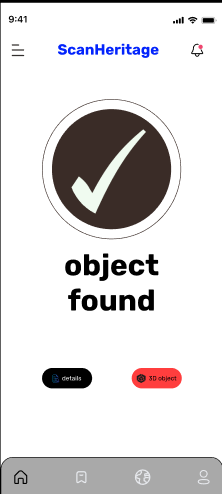 9:41
ScanHeritage
object
found
details
3D object